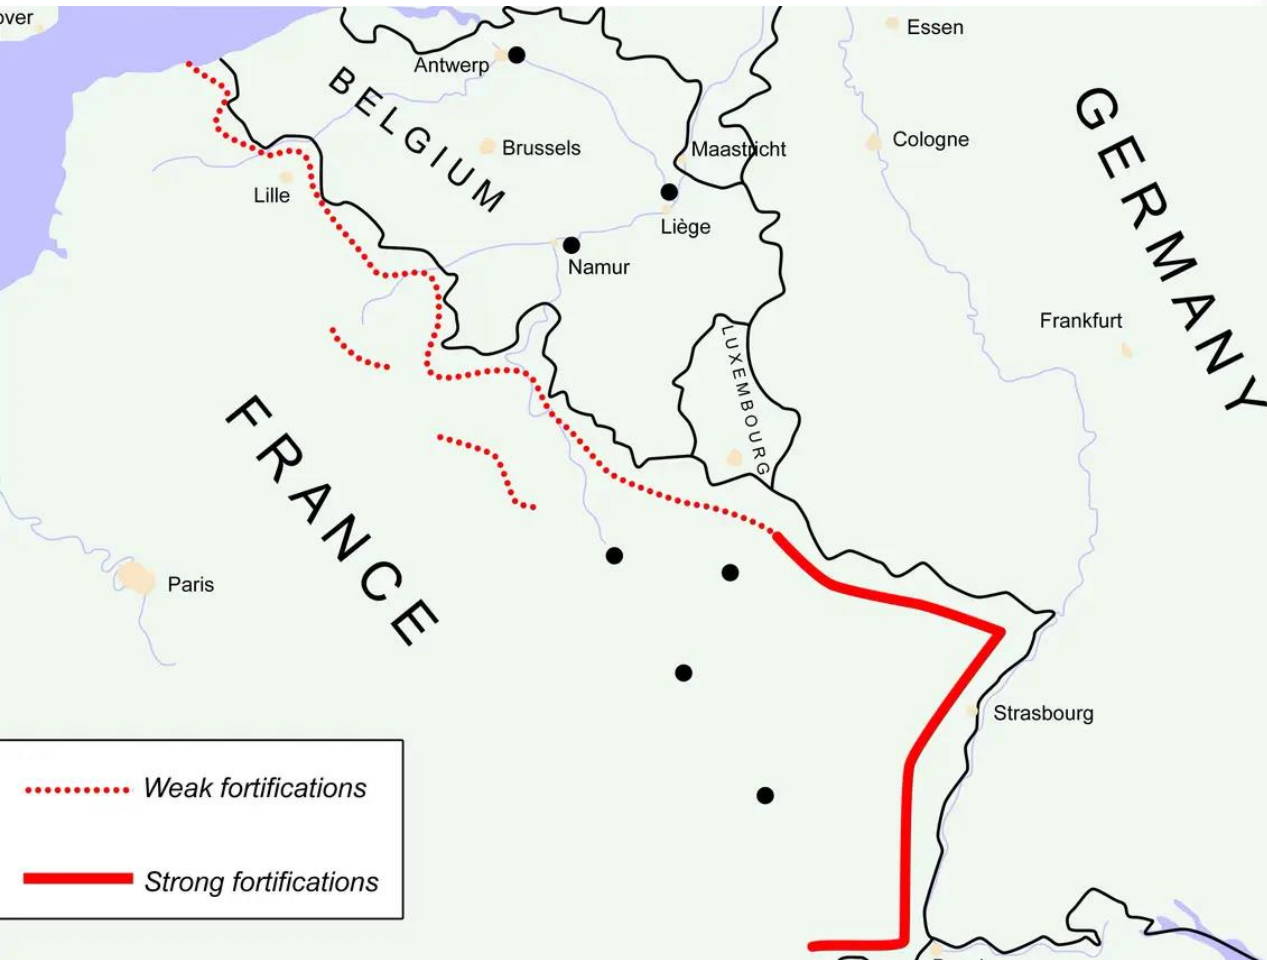 over
Essen
Antwerp
BELGIUM
GERMANY
Cologne
Brussels
Maastricht
Lille
Liège
Namur
Frankfurt
LUXEMBOURG
FRANCE
Paris
Strasbourg
Weak fortifications
Strong fortifications